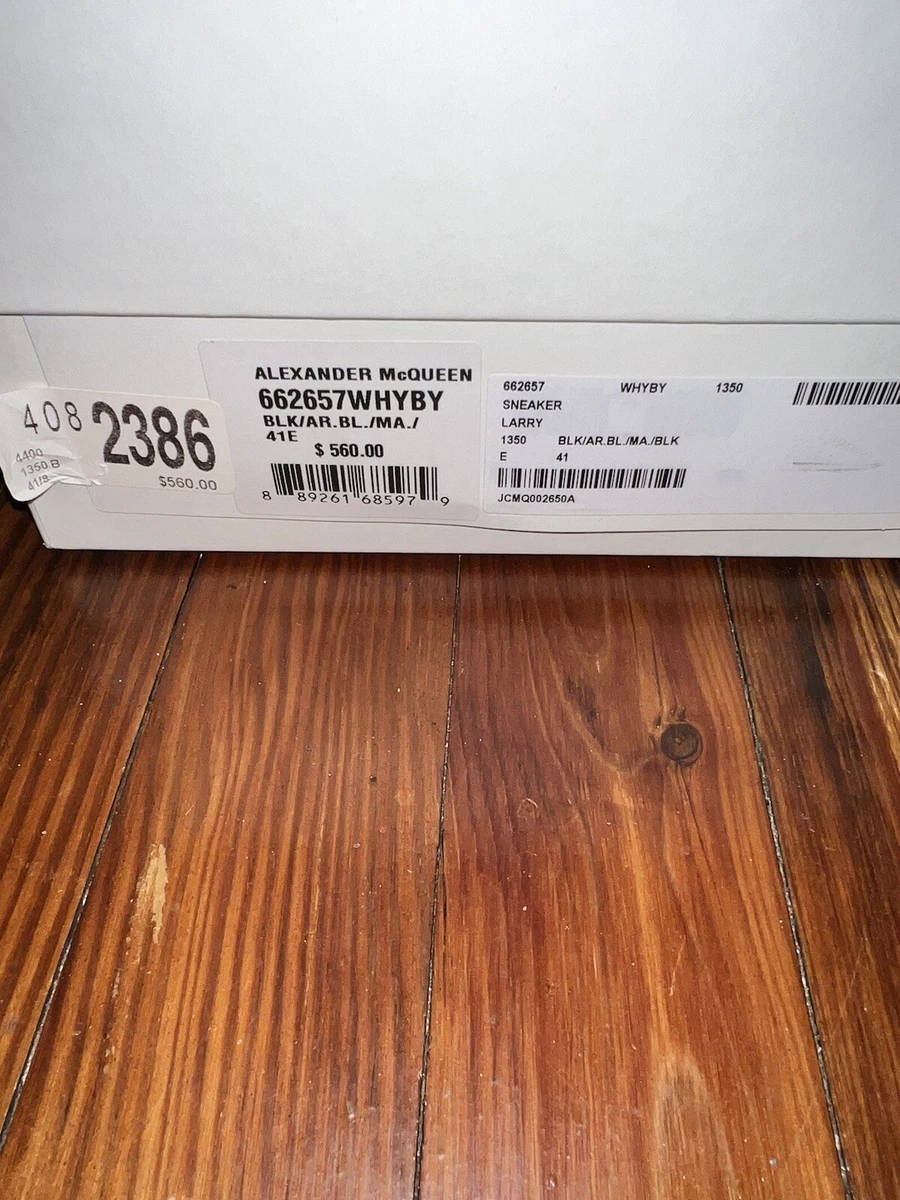 408 2386
4400
1350 B
41/8
$560.00
ALEXANDER McQUEEN
662657WHYBY
BLK/AR.BL./MA./
41E
$ 560.00
8 89261 68597 9
662657 WHYBY 1350
SNEAKER
LARRY
1350 BLK/AR.BL./MA./BLK
E 41
JCMQ002650A